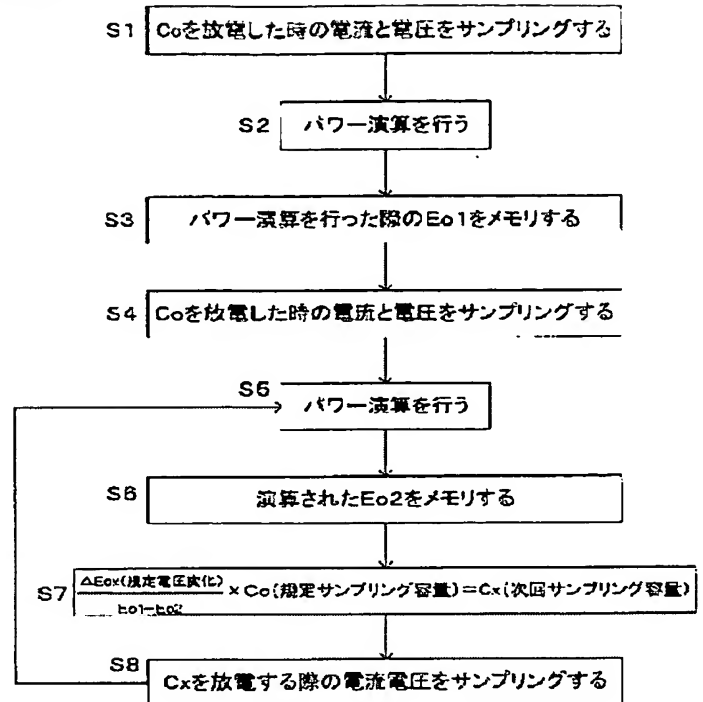 S1 Coを放電した時の電流と電圧をサンプリングする
S2 パワー演算を行う
S3 パワー演算を行った際のEo1をメモリする
S4 Coを放電した時の電流と電圧をサンプリングする
S5 パワー演算を行う
S6 演算されたEo2をメモリする
S7 ΔEox(規定電圧変化)
Eo1-Eo2
×Co(規定サンプリング容量)=Cx(次回サンプリング容量)
S8 Cxを放電する際の電流電圧をサンプリングする